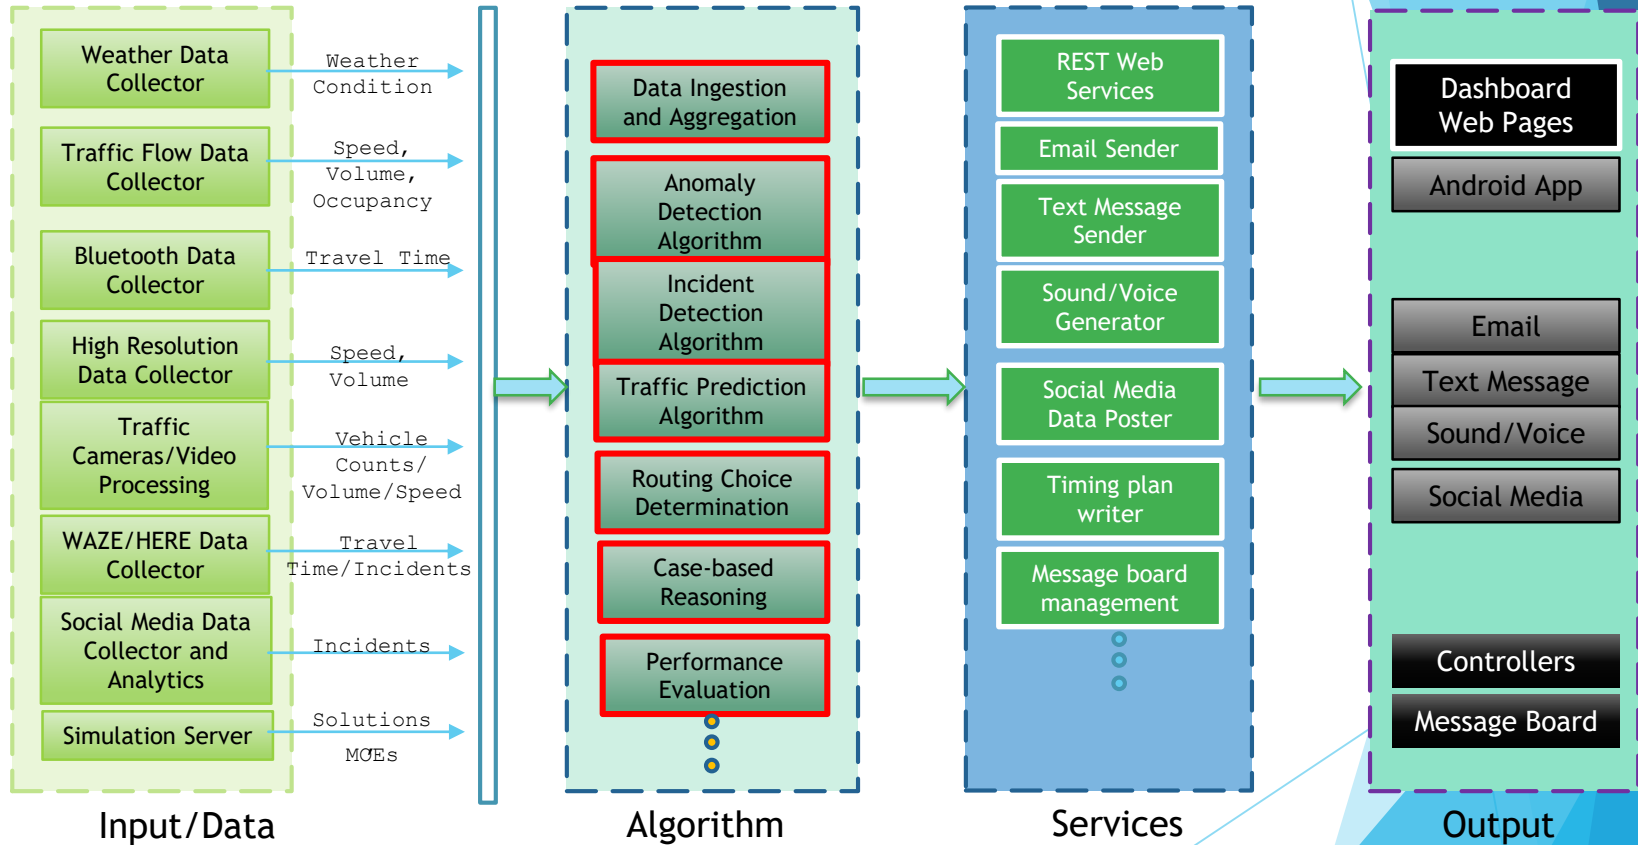 Weather Data
Collector
Traffic Flow Data
Collector
Bluetooth Data
Collector
High Resolution
Data Collector
Traffic
Cameras/Video
Processing
WAZE/HERE Data
Collector
Social Media Data
Collector and
Analytics
Simulation Server
Input/Data
Weather
Condition
Speed,
Volume,
Occupancy
Travel Time
Speed,
Volume
Vehicle
Counts/
Volume/Speed
Travel
Time/Incidents
Incidents
Solutions
MOEs
Data Ingestion
and Aggregation
Anomaly
Detection
Algorithm
Incident
Detection
Algorithm
Traffic Prediction
Algorithm
Routing Choice
Determination
Case-based
Reasoning
Performance
Evaluation
Algorithm
REST Web
Services
Email Sender
Text Message
Sender
Sound/Voice
Generator
Social Media
Data Poster
Timing plan
writer
Message board
management
Services
Dashboard
Web Pages
Android App
Email
Text Message
Sound/Voice
Social Media
Controllers
Message Board
Output